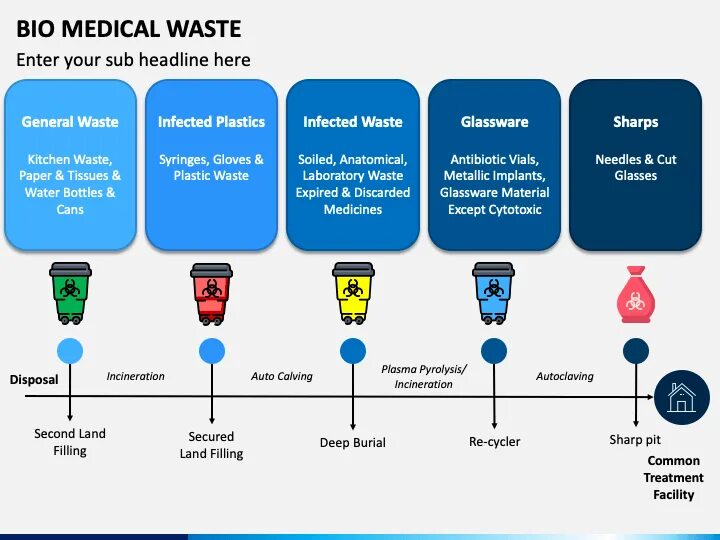 BIO MEDICAL WASTE
Enter your sub headline here
General Waste
Kitchen Waste,
Paper & Tissues &
Water Bottles &
Cans
Infected Plastics
Syringes, Gloves &
Plastic Waste
Infected Waste
Soiled, Anatomical,
Laboratory Waste
Expired & Discarded
Medicines
Glassware
Antibiotic Vials,
Metallic Implants,
Glassware Material
Except Cytotoxic
Sharps
Needles & Cut
Glasses
Disposal
Incineration
Auto Calving
Plasma Pyrolysis/
Incineration
Autoclaving
Second Land
Filling
Secured
Land Filling
Deep Burial
Re-cycler
Sharp pit
Common
Treatment
Facility